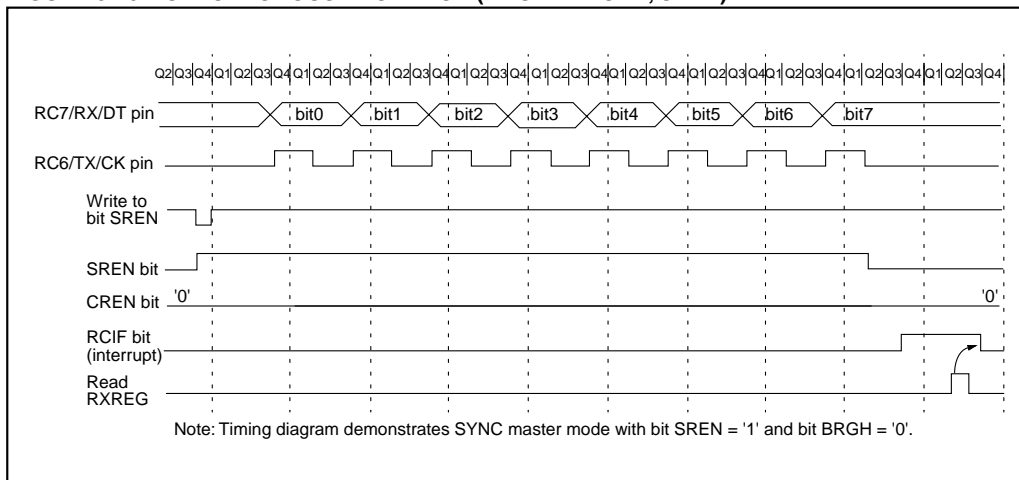 Q2|Q3|Q4|Q1|Q2|Q3|Q4|Q1|Q2|Q3|Q4|Q1|Q2|Q3|Q4|Q1|Q2|Q3|Q4|Q1|Q2|Q3|Q4|Q1|Q2|Q3|Q4|Q1|Q2|Q3|Q4|Q1|Q2|Q3|Q4|Q1|Q2|Q3|Q4|Q1|Q2|Q3|Q4|
RC7/RX/DT pin bit0 bit1 bit2 bit3 bit4 bit5 bit6 bit7
RC6/TX/CK pin
Write to
bit SREN
SREN bit
CREN bit '0' '0'
RCIF bit
(interrupt)
Read
RXREG
Note: Timing diagram demonstrates SYNC master mode with bit SREN = '1' and bit BRGH = '0'.